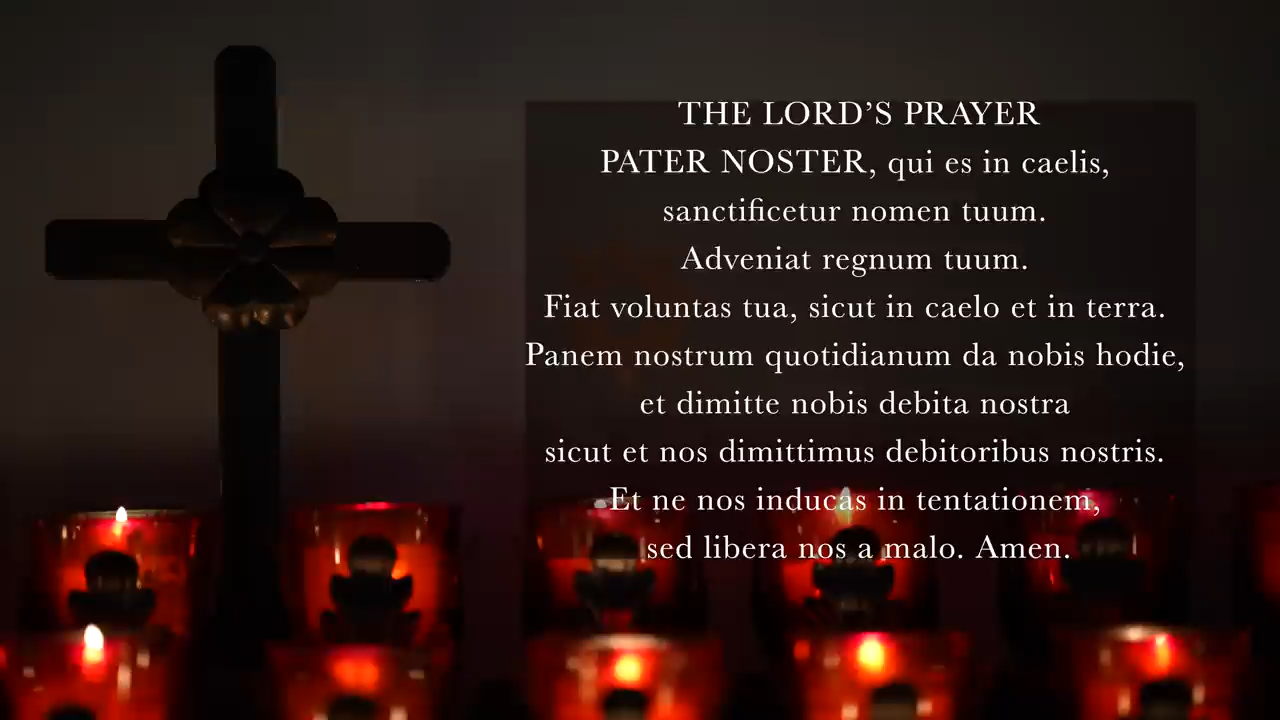 THE LORD’S PRAYER
PATER NOSTER, qui es in caelis,
sanctificetur nomen tuum.
Adveniat regnum tuum.
Fiat voluntas tua, sicut in caelo et in terra.
Panem nostrum quotidianum da nobis hodie,
et dimitte nobis debita nostra
sicut et nos dimittimus debitoribus nostris.
Et ne nos inducas in tentationem,
sed libera nos a malo. Amen.